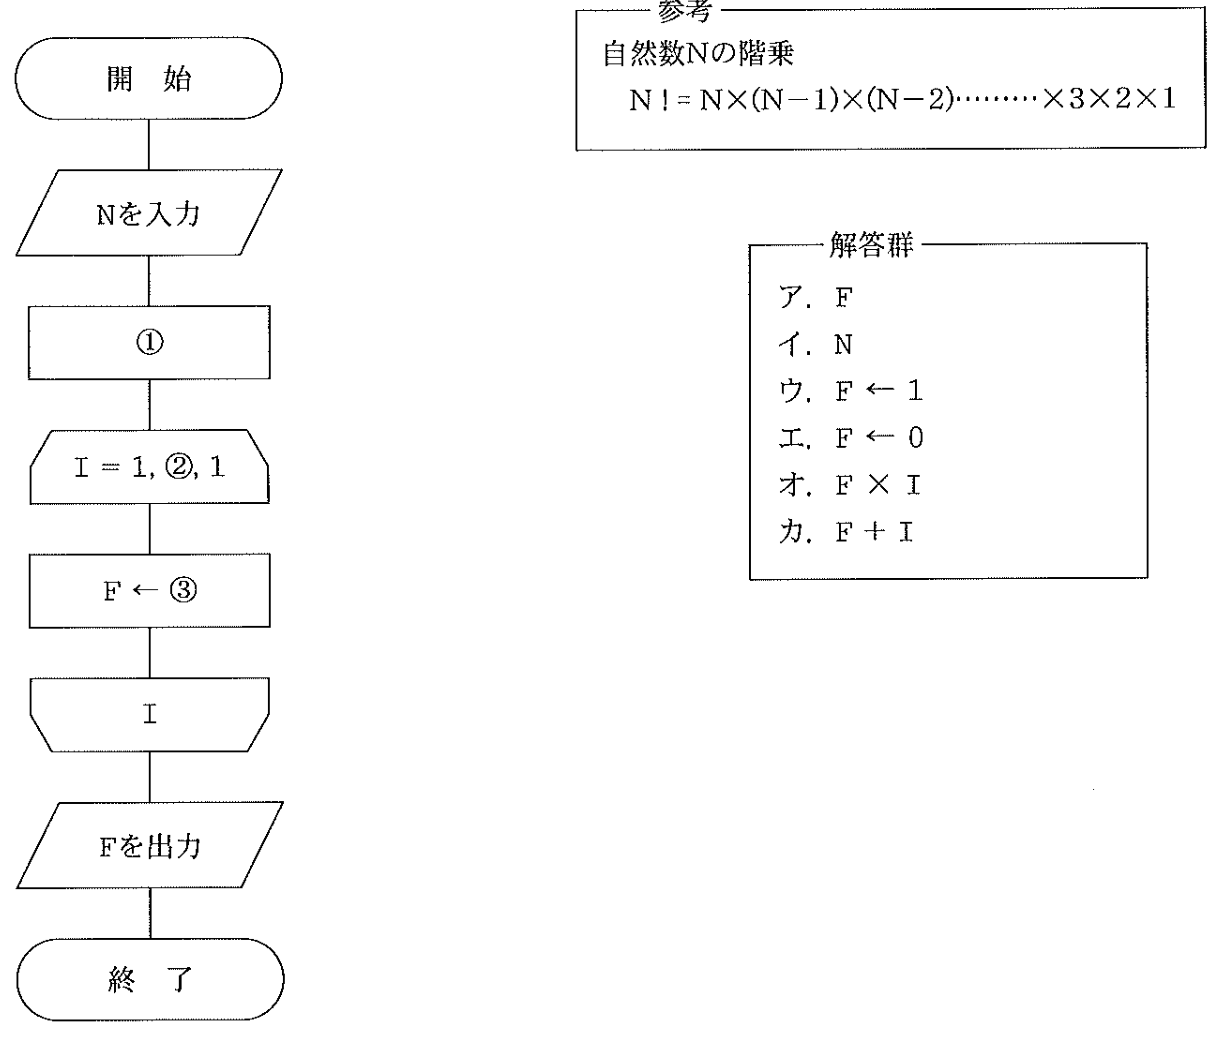 開 始
Nを入力
①
I = 1, ②, 1
F ← ③
I
Fを出力
終 了
参考
自然数Nの階乗
N！= N×(N−1)×(N−2)………×3×2×1
解答群
ア．F
イ．N
ウ．F ← 1
エ．F ← 0
オ．F × I
カ．F + I